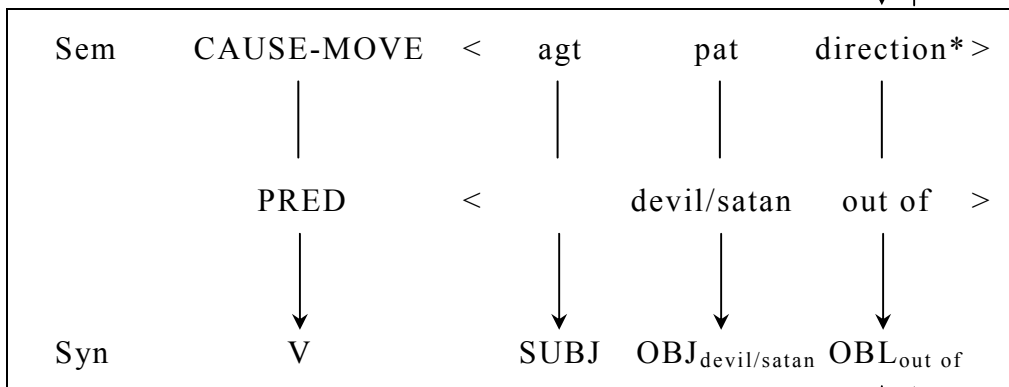 Sem CAUSE-MOVE < agt pat direction* >
PRED < devil/satan out of >
Syn V SUBJ OBJdevil/satan OBLout of